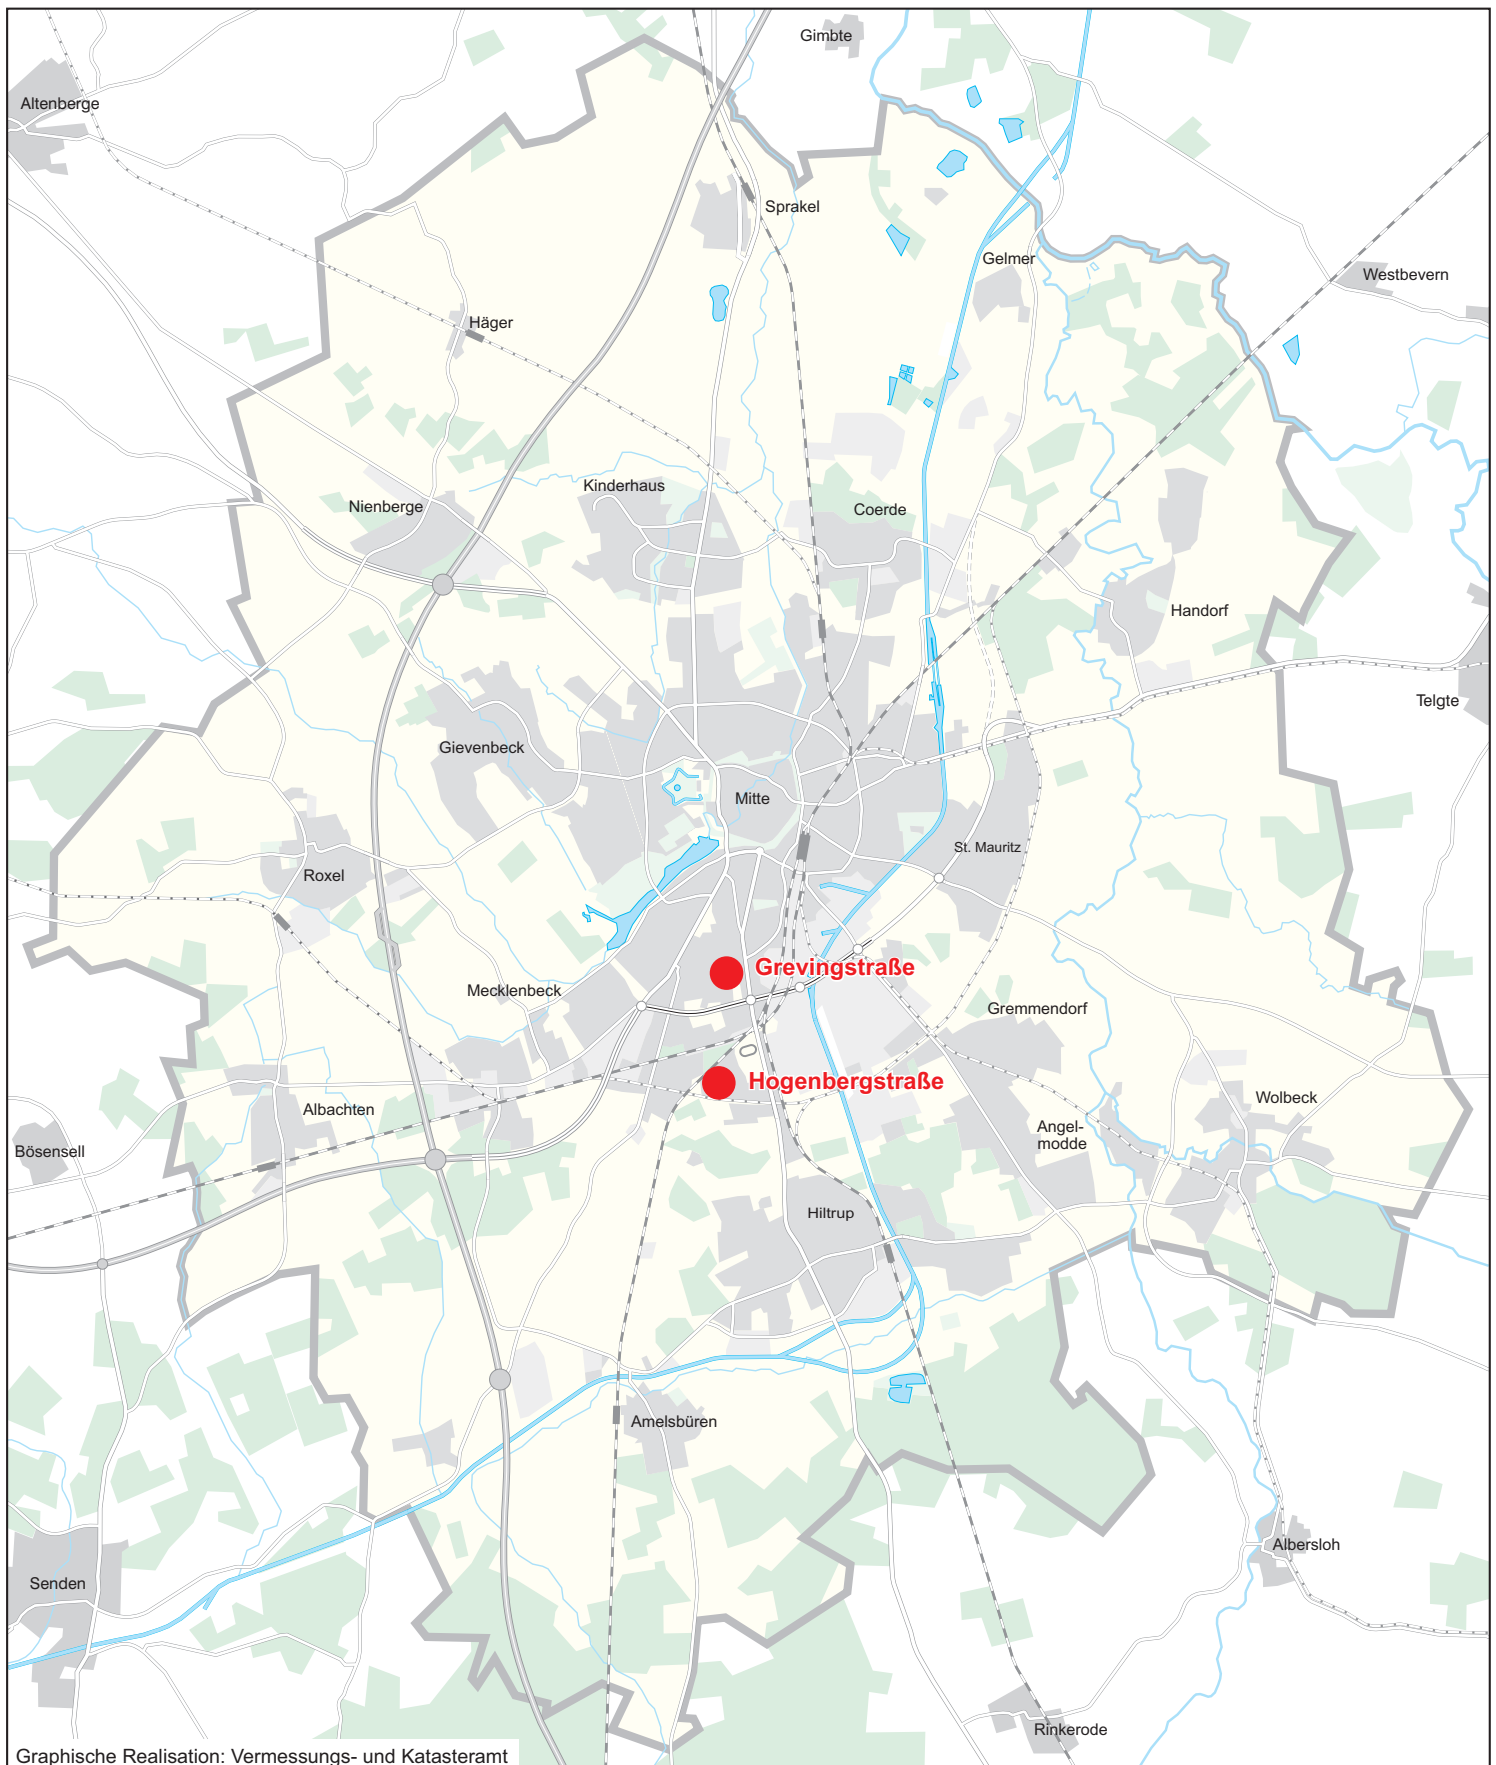 Gimbte
Altenberge
Sprakel
Gelmer
Westbevern
Häger
Kinderhaus
Nienberge
Coerde
Handorf
Telgte
Gievenbeck
Mitte
St. Mauritz
Roxel
Grevingstraße
Mecklenbeck
Gremmendorf
Hogenbergstraße
Wolbeck
Albachten
Angel-
modde
Bösensell
Hiltrup
Amelsbüren
Albersloh
Senden
Rinkerode
Graphische Realisation: Vermessungs- und Katasteramt